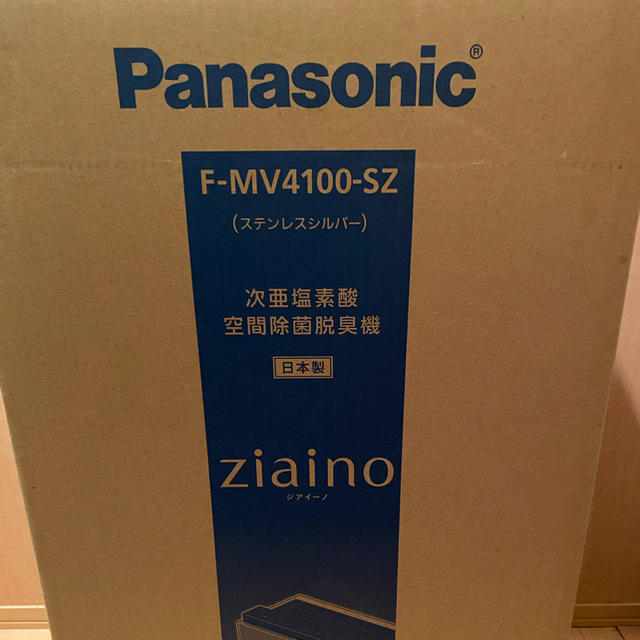 Panasonic®
F-MV4100-SZ
(ステンレスシルバー)
次亜塩素酸
空間除菌脱臭機
日本製
ziaino
ジアイーノ